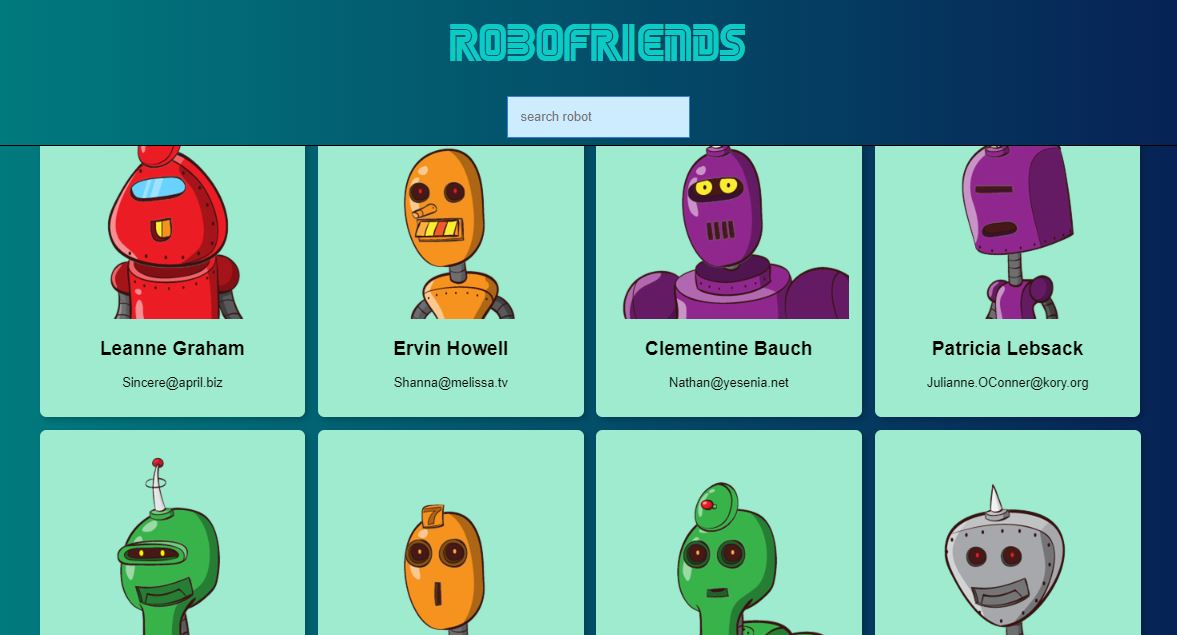 ROBOFRIENDS
search robot
Leanne Graham
Ervin Howell
Clementine Bauch
Patricia Lebsack
Sincere@april.biz
Shanna@melissa.tv
Nathan@yesenia.net
Julianne.OConner@kory.org
7